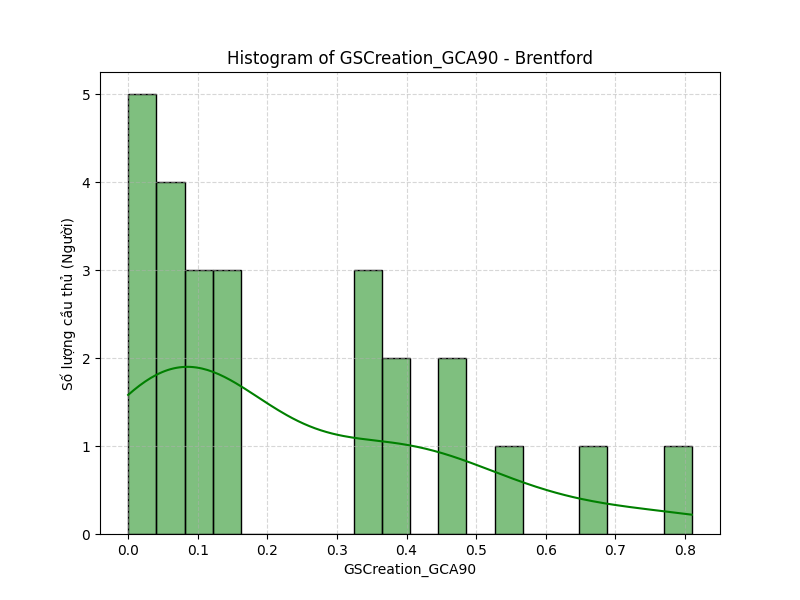 Histogram of GSCreation_GCA90 - Brentford
Số lượng cầu thủ (Người)
5
4
3
2
1
0
0.0 0.1 0.2 0.3 0.4 0.5 0.6 0.7 0.8
GSCreation_GCA90